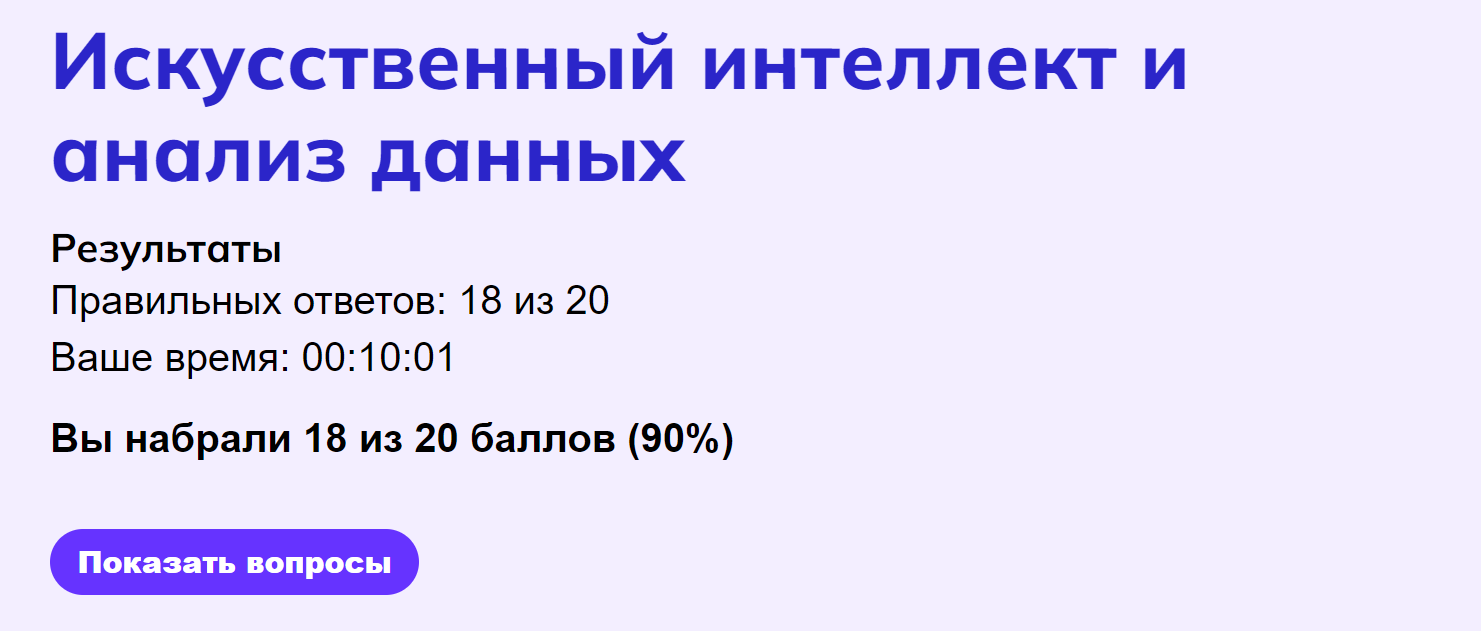 Искусственный интеллект и
анализ данных
Результаты
Правильных ответов: 18 из 20
Ваше время: 00:10:01
Вы набрали 18 из 20 баллов (90%)
Показать вопросы